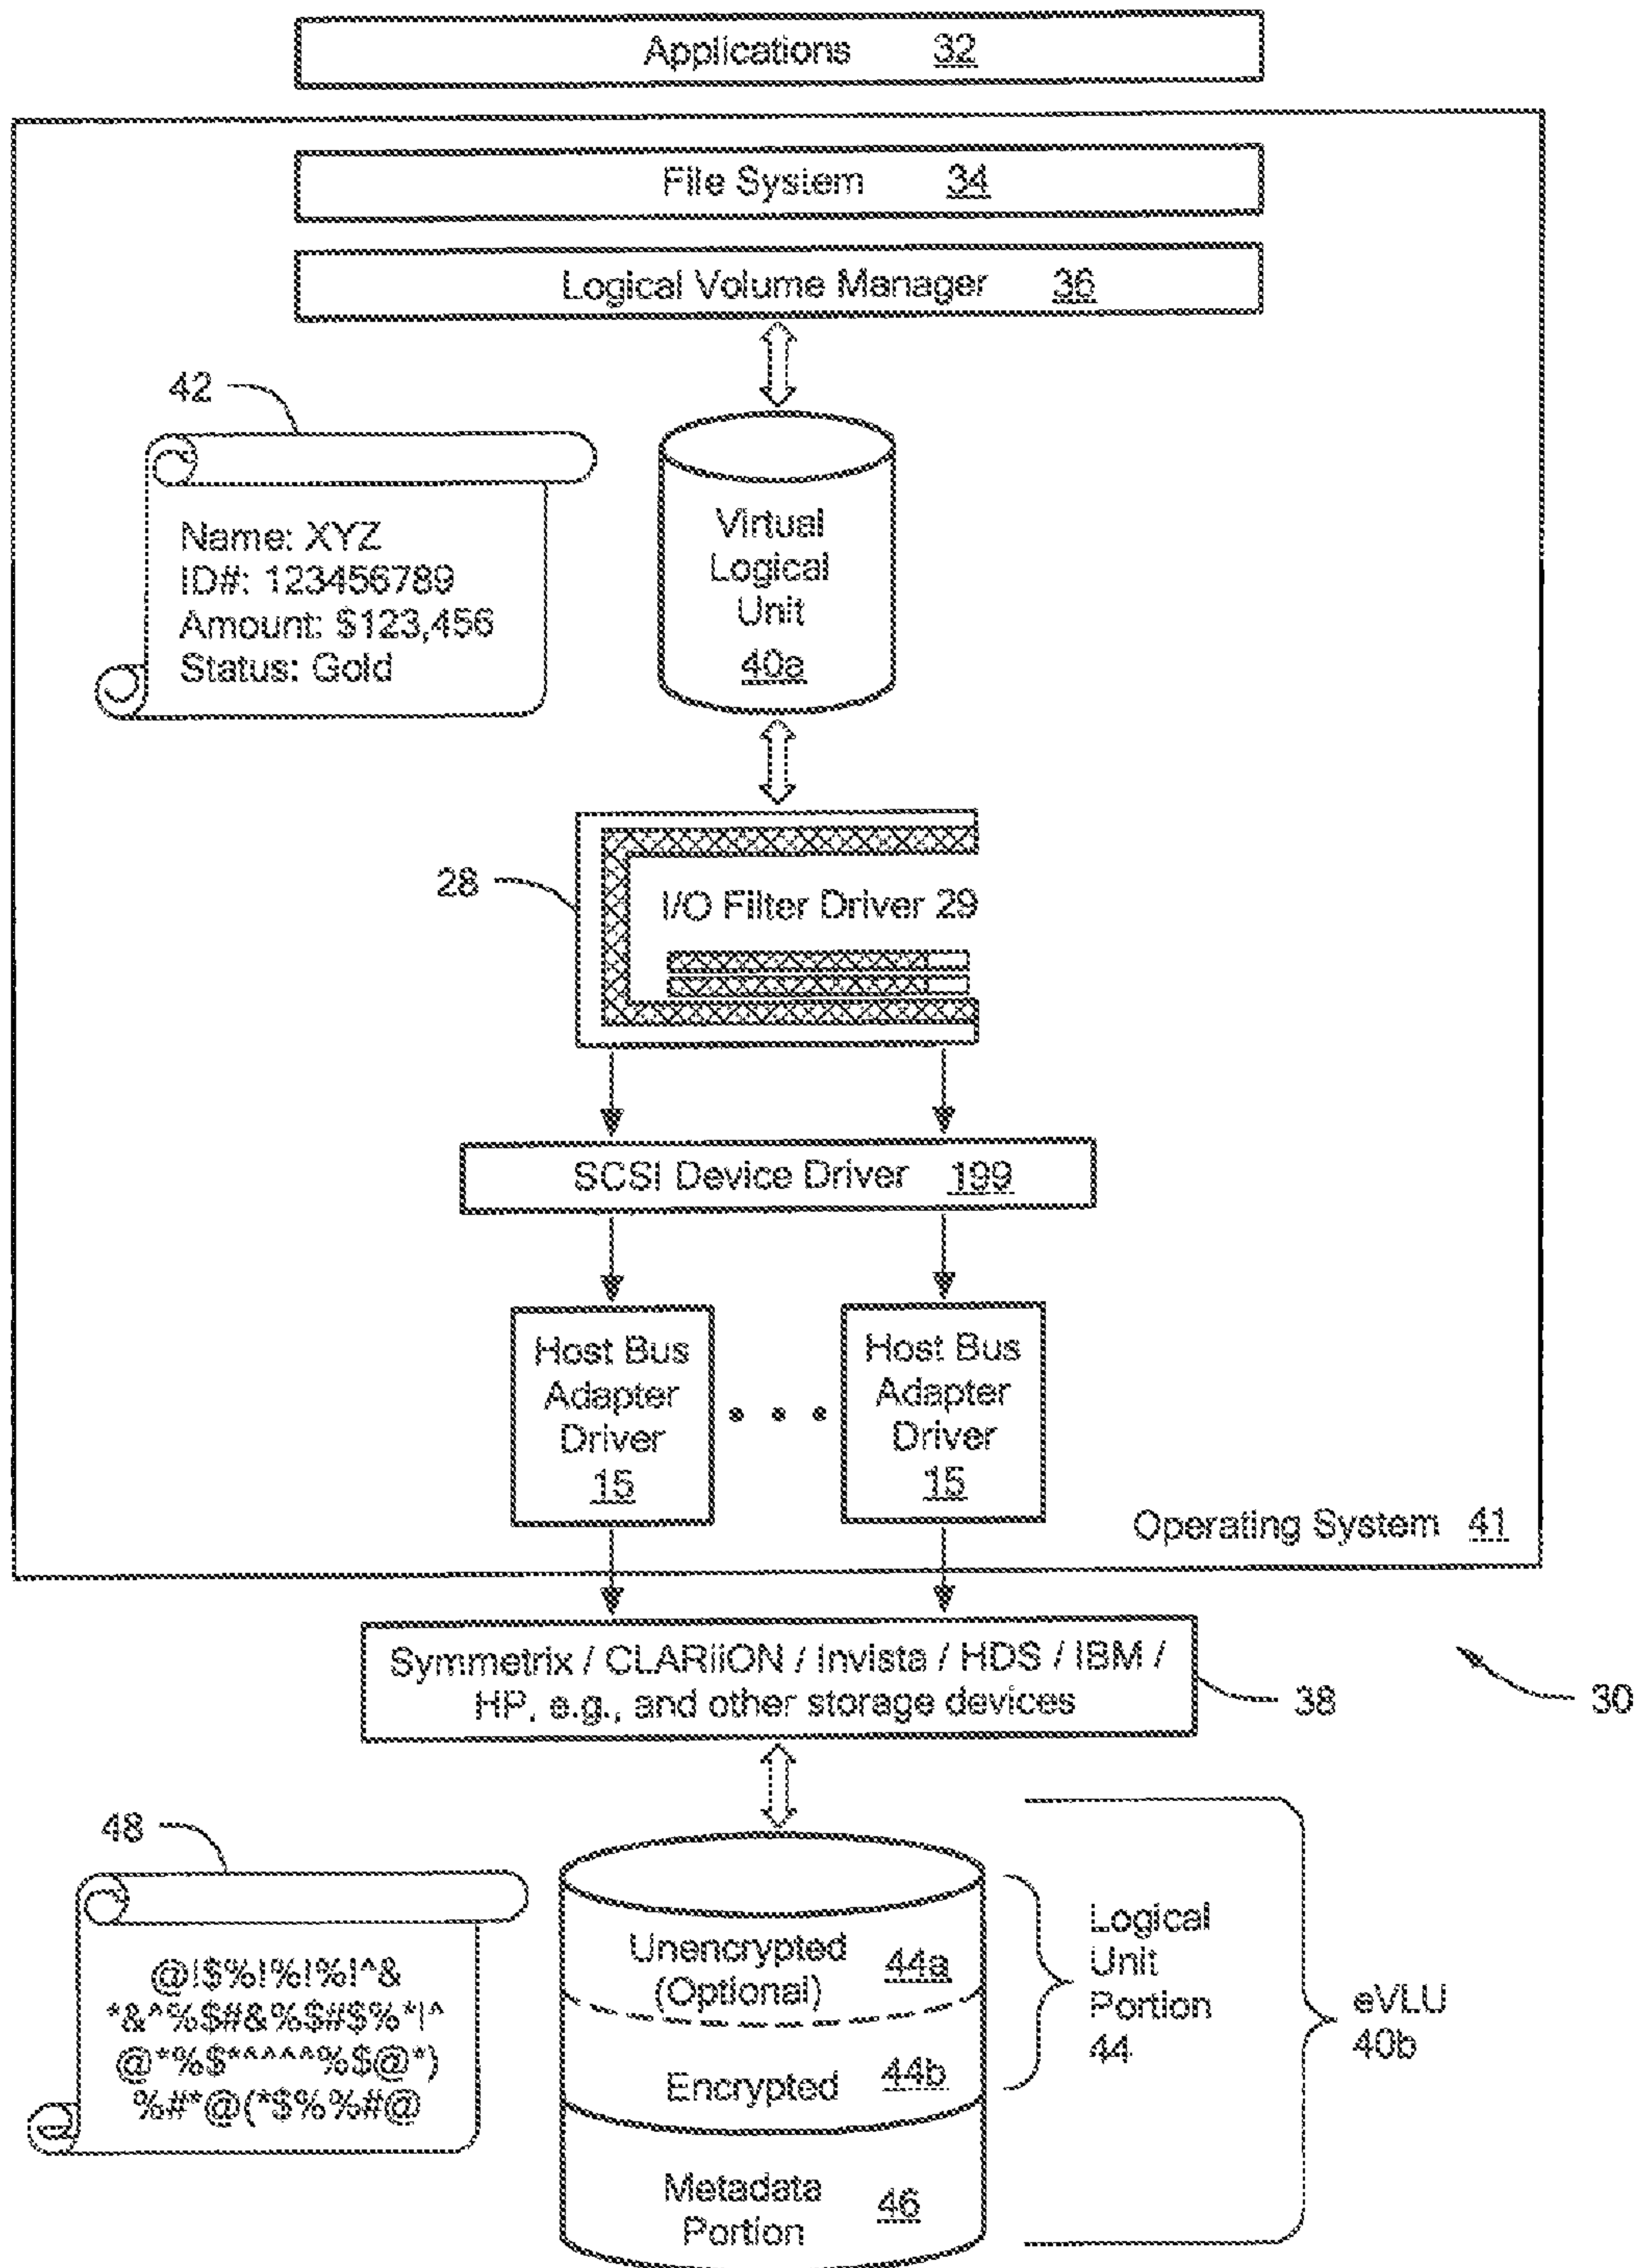 Applications 32
File System 34
Logical Volume Manager 36
42
Name: XYZ
ID#: 123456789
Amount: $123,456
Status: Gold
Virtual
Logical
Unit
40a
28
I/O Filter Driver 29
SCSI Device Driver 199
Host Bus
Adapter
Driver
15
Host Bus
Adapter
Driver
15
Operating System 41
Symmetrix / CLARiiON / Invista / HDS / IBM /
HP, e.g., and other storage devices
38
30
48
@!$%!%!%!^&
*&^%$#&%$#$%*!^
@*%$*^^^^^%$@*)
%#*@(*$%%#@
Unencrypted
(Optional)
44a
Encrypted 44b
Metadata
Portion
46
Logical
Unit
Portion
44
eVLU
40b